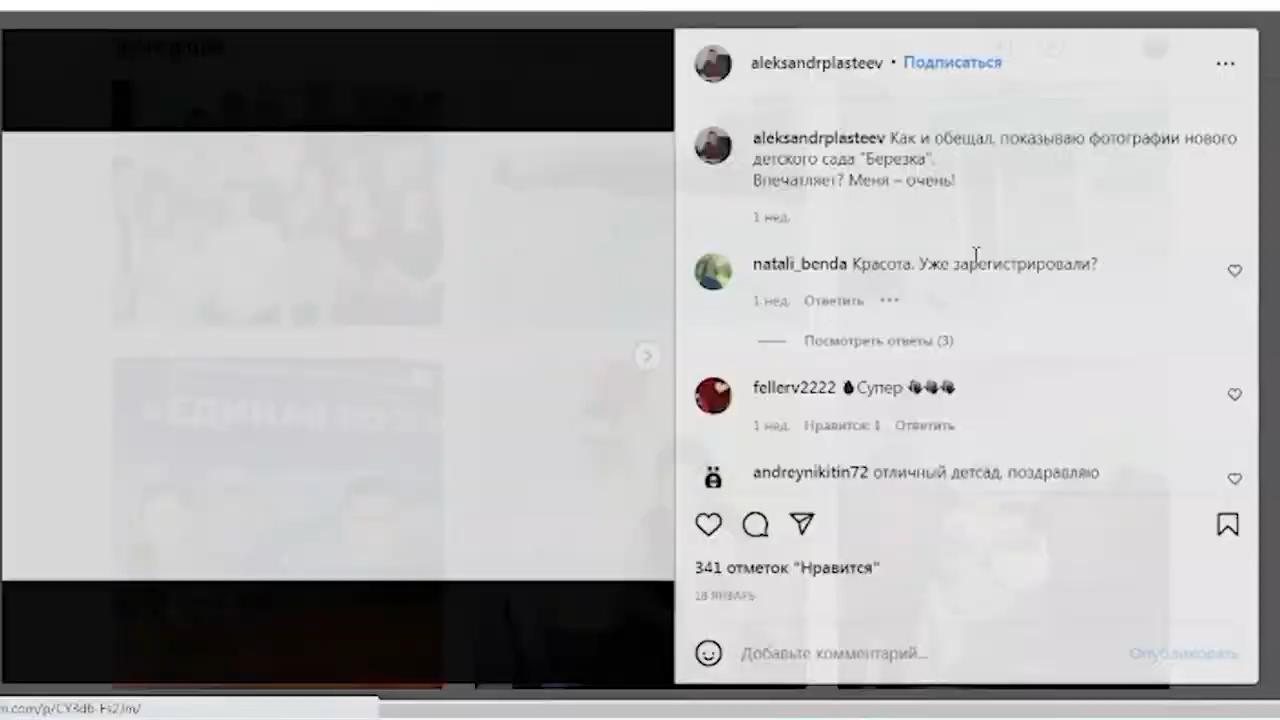 aleksandrplasteev • Подписаться
aleksandrplasteev Как и обещал, показываю фотографии нового
детского сада "Березка".
Впечатляет? Меня – очень!
1 нед.
natali_benda Красота. Уже зарегистрировали?
1 нед. Ответить
Посмотреть ответы (3)
fellerv2222 Супер
1 нед. Нравится: 1 Ответить
andreynikitin72 отличный детсад, поздравляю
341 отметок "Нравится"
18 ЯНВАРЬ
Добавьте комментарий...
Опубликовать